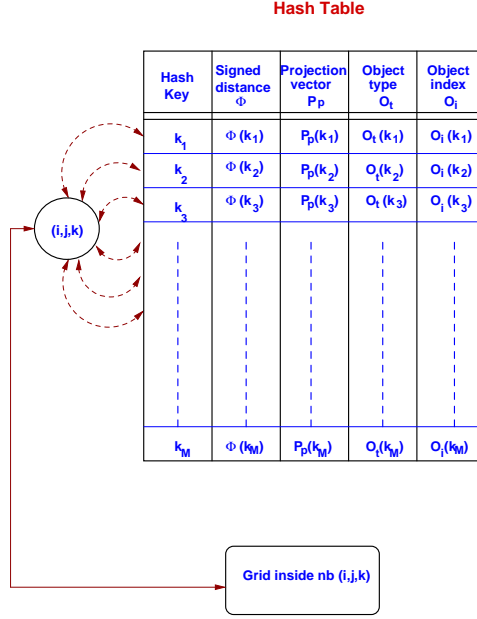 Hash Table
Hash Key Signed distance Φ Projection vector Pp Object type Ot Object index Oi
k1 Φ(k1) Pp(k1) Ot(k1) Oi(k1)
k2 Φ(k2) Pp(k2) Ot(k2) Oi(k2)
k3 Φ(k3) Pp(k3) Ot(k3) Oi(k3)
(i,j,k)
kM Φ(kM) Pp(kM) Ot(kM) Oi(kM)
Grid inside nb (i,j,k)